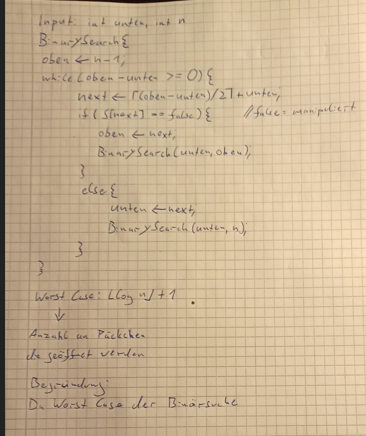 Input: int unten, int n
BinarySearch{
oben ← n-1;
while(oben-unten >= 0){
next ← ⌈(oben-unten)/2⌉+unten;
if( S[next] == false){ //false = manipuliert
oben ← next;
BinarySearch(unten,oben);
}
else{
unten ← next;
BinarySearch(unten,n);
}
}
Worst Case: ⌊log n⌋ + 1
↓
Anzahl an Päckchen
die geöffnet werden
Begründung:
Da Worst Case der Binärsuche